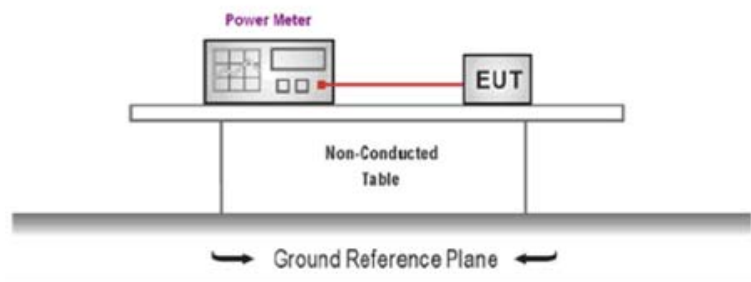 Power Meter
EUT
Non-Conducted
Table
Ground Reference Plane